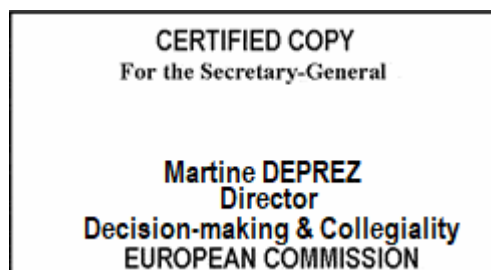 CERTIFIED COPY
For the Secretary-General
Martine DEPREZ
Director
Decision-making & Collegiality
EUROPEAN COMMISSION